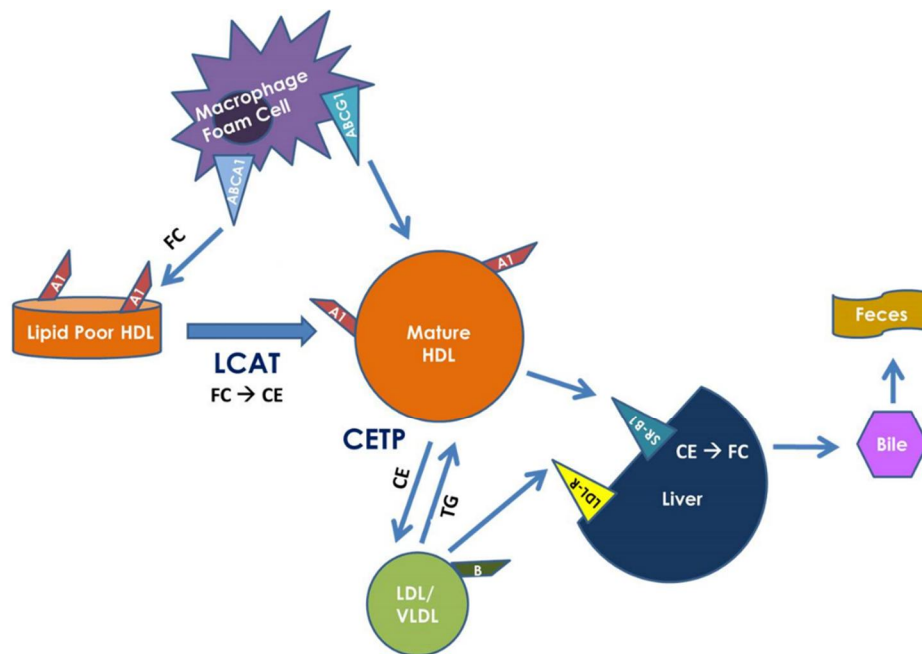 Macrophage
Foam Cell
ABCG1
ABCA1
FC
A1
A1
Lipid Poor HDL
LCAT
FC → CE
A1
A1
Mature
HDL
CETP
CE
TG
LDL/
VLDL
B
SR-B1
LDL-R
CE → FC
Liver
Bile
Feces